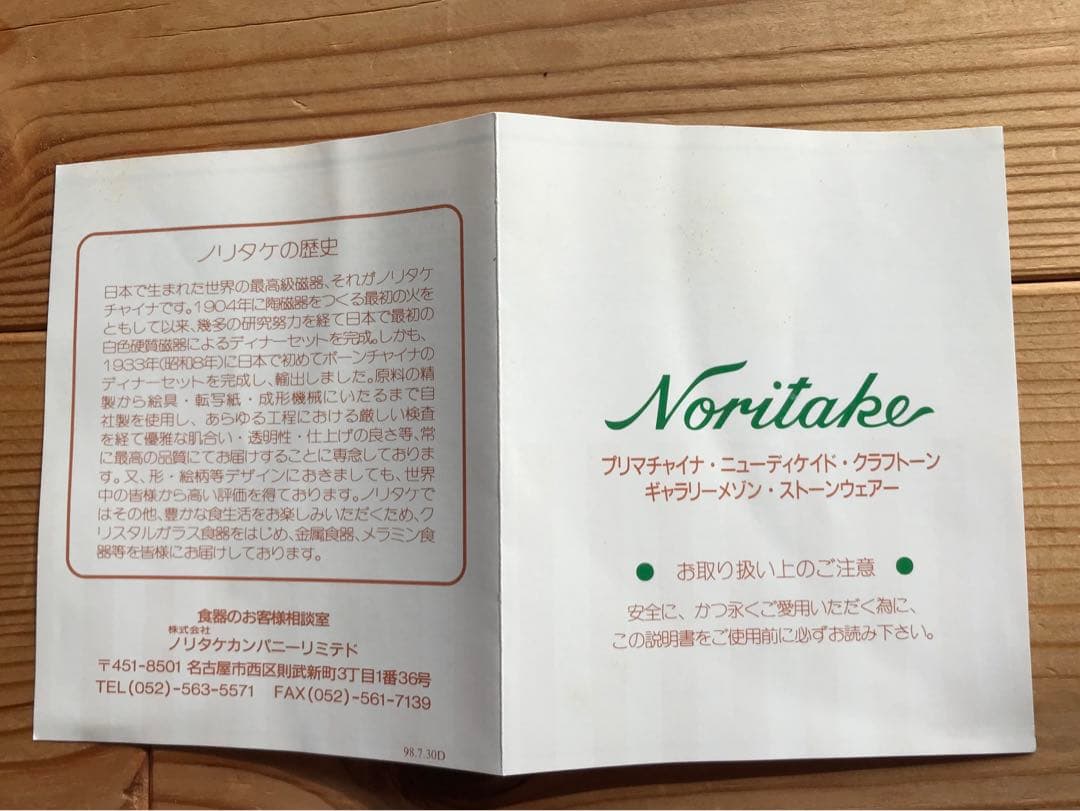 ノリタケの歴史
日本で生まれた世界の最高級磁器、それがノリタケ
チャイナです。1904年に陶磁器をつくる最初の火を
ともして以来、幾多の研究努力を経て日本で最初の
白色硬質磁器によるディナーセットを完成。しかも、
1933年(昭和8年)に日本で初めてボーンチャイナの
ディナーセットを完成し、輸出しました。原料の精
製から絵具・転写紙・成形機械にいたるまで自
社製を使用し、あらゆる工程における厳しい検査
を経て優雅な肌合い・透明性・仕上げの良さ等、常
に最高の品質にてお届けすることに専念しておりま
す。又、形・絵柄等デザインにおきましても、世界
中の皆様から高い評価を得ております。ノリタケで
はその他、豊かな食生活をお楽しみいただくため、ク
リスタルガラス食器をはじめ、金属食器、メラミン食
器等を皆様にお届けしております。
食器のお客様相談室
株式会社
ノリタケカンパニーリミテド
〒451-8501 名古屋市西区則武新町3丁目1番36号
TEL(052)-563-5571 FAX(052)-561-7139
98.7.30D
Noritake
プリマチャイナ・ニューディケイド・クラフトーン
ギャラリーメゾン・ストーンウェアー
● お取り扱い上のご注意 ●
安全に、かつ永くご愛用いただく為に、
この説明書をご使用前に必ずお読み下さい。